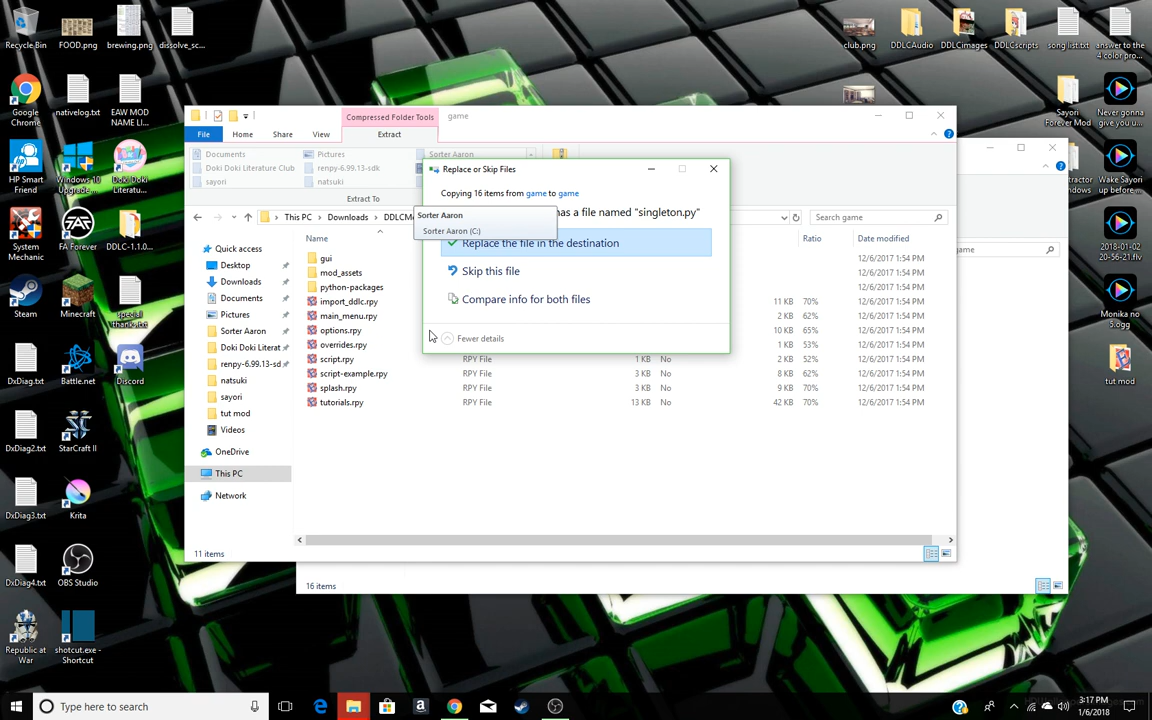 Recycle Bin
FOOD.png
brewing.png
dissolve_sc...
club.png
DDLCAudio
DDLCimages
DDLCscripts
song list.txt
answer to the
4 color pro...
Google
Chrome
nativelog.txt
EAW MOD
NAME LI...
Sayori
Forever Mod
Never gonna
give you u...
HP Smart
Friend
Windows 10
Upgrade...
Doki Doki
Literatu...
Wake Sayori
up before ...
System
Mechanic
FA Forever
DDLC-1.1.0...
2018-01-02
20-56-21.flv
Steam
Minecraft
special
thanks.txt
Monika no
5.ogg
DxDiag.txt
Battle.net
Discord
tut mod
DxDiag2.txt
StarCraft II
DxDiag3.txt
Krita
DxDiag4.txt
OBS Studio
Republic at
War
shotcut.exe -
Shortcut
Compressed Folder Tools
game
File
Home
Share
View
Extract
Documents
Pictures
Sorter Aaron
Doki Doki Literature Club
renpy-6.99.13-sdk
sayori
natsuki
Extract To
This PC
Downloads
Search game
Name
Ratio
Date modified
Quick access
Desktop
Downloads
Documents
Pictures
Sorter Aaron
Doki Doki Literat
renpy-6.99.13-sd
natsuki
sayori
tut mod
Videos
OneDrive
This PC
Network
gui 12/6/2017 1:54 PM
mod_assets 12/6/2017 1:54 PM
python-packages 12/6/2017 1:54 PM
import_ddlc.rpy 11 KB 70% 12/6/2017 1:54 PM
main_menu.rpy 2 KB 62% 12/6/2017 1:54 PM
options.rpy 10 KB 65% 12/6/2017 1:54 PM
overrides.rpy 1 KB 53% 12/6/2017 1:54 PM
script.rpy RPY File 1 KB No 2 KB 52% 12/6/2017 1:54 PM
script-example.rpy RPY File 3 KB No 8 KB 62% 12/6/2017 1:54 PM
splash.rpy RPY File 3 KB No 9 KB 70% 12/6/2017 1:54 PM
tutorials.rpy RPY File 13 KB No 42 KB 70% 12/6/2017 1:54 PM
11 items
16 items
Replace or Skip Files
Copying 16 items from game to game
has a file named "singleton.py"
Sorter Aaron
Sorter Aaron (C:)
Replace the file in the destination
Skip this file
Compare info for both files
Fewer details
Type here to search
3:17 PM
1/6/2018